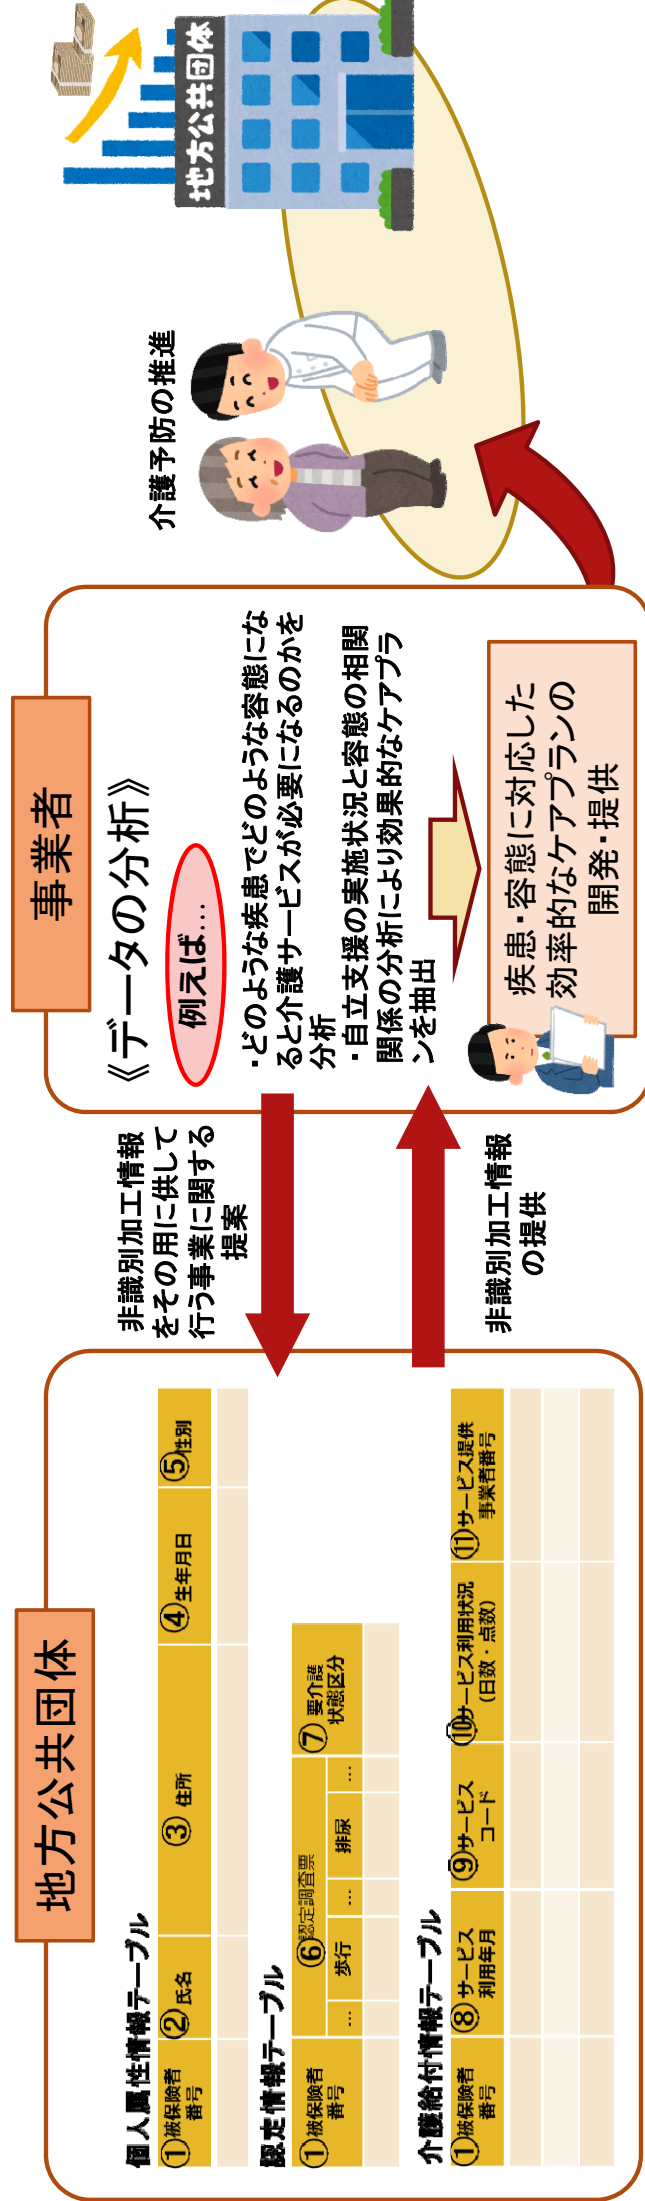 地方公共団体
個人属性情報テーブル
①被保険者
番号
②氏名
③住所
④生年月日
⑤性別
認定情報テーブル
①被保険者
番号
⑥認定調査票
… 歩行 … 排尿 …
⑦要介護
状態区分
介護給付情報テーブル
①被保険者
番号
⑧サービス
利用年月
⑨サービス
コード
⑩サービス利用状況
(日数・点数)
⑪サービス提供
事業者番号
非識別加工情報
をその用に供して
行う事業に関する
提案
非識別加工情報
の提供
事業者
《データの分析》
例えば…
・どのような疾患でどのような容態にな
ると介護サービスが必要になるのかを
分析
・自立支援の実施状況と容態の相関
関係の分析により効果的なケアプラ
ンを抽出
疾患・容態に対応した
効率的なケアプランの
開発・提供
介護予防の推進
地方公共団体